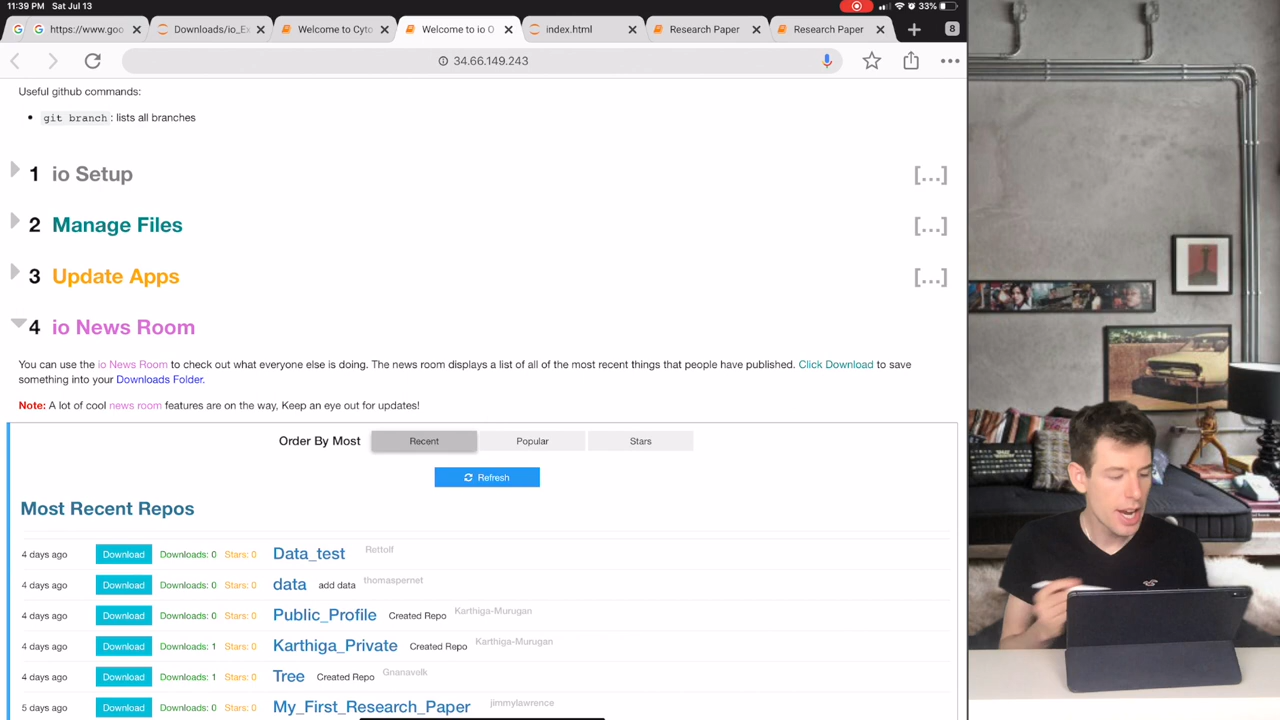 11:39 PM Sat Jul 13
33%
https://www.goo
Downloads/io_Ex
Welcome to Cyto
Welcome to io O
index.html
Research Paper
Research Paper
8
34.66.149.243
Useful github commands:
git branch : lists all branches
1 io Setup [...]
2 Manage Files [...]
3 Update Apps [...]
4 io News Room
You can use the io News Room to check out what everyone else is doing. The news room displays a list of all of the most recent things that people have published. Click Download to save
something into your Downloads Folder.
Note: A lot of cool news room features are on the way, Keep an eye out for updates!
Order By Most Recent Popular Stars
Refresh
Most Recent Repos
4 days ago Download Downloads: 0 Stars: 0 Data_test Rettolf
4 days ago Download Downloads: 0 Stars: 0 data add data thomaspernet
4 days ago Download Downloads: 0 Stars: 0 Public_Profile Created Repo Karthiga-Murugan
4 days ago Download Downloads: 1 Stars: 0 Karthiga_Private Created Repo Karthiga-Murugan
4 days ago Download Downloads: 1 Stars: 0 Tree Created Repo Gnanavelk
5 days ago Download Downloads: 0 Stars: 0 My_First_Research_Paper jimmylawrence